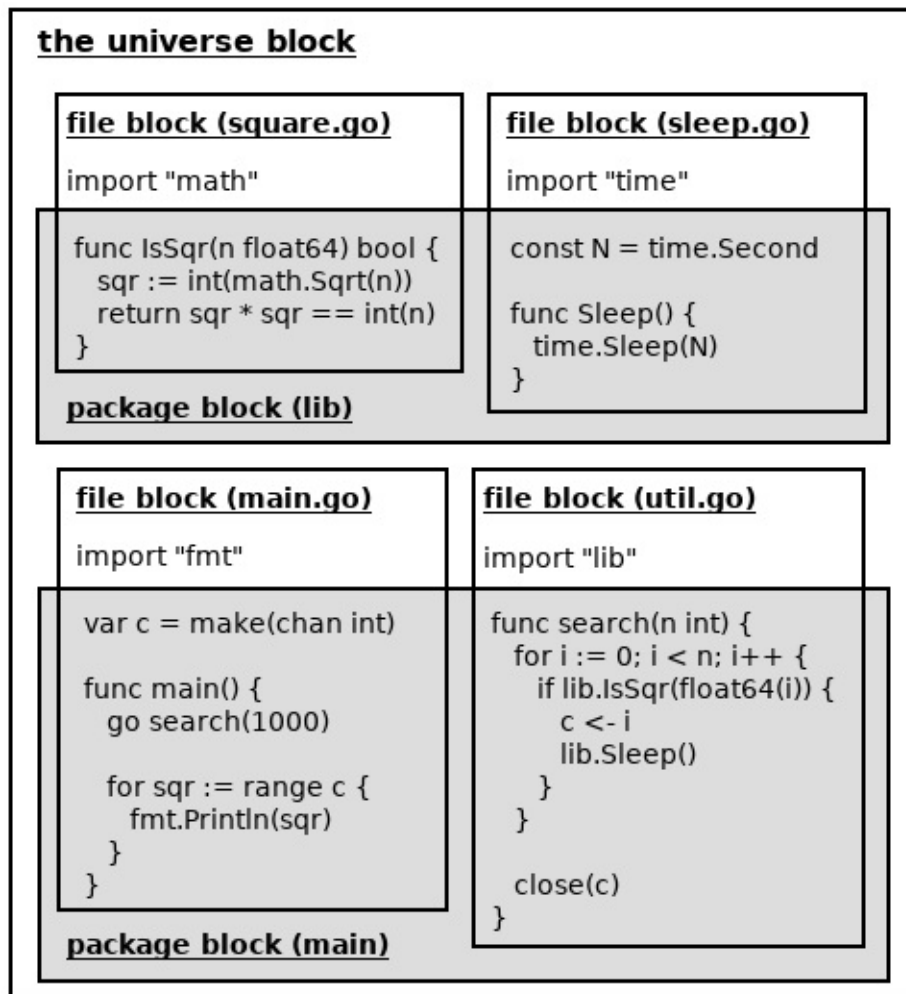 the universe block
file block (square.go)
import "math"
func IsSqr(n float64) bool {
sqr := int(math.Sqrt(n))
return sqr * sqr == int(n)
}
file block (sleep.go)
import "time"
const N = time.Second
func Sleep() {
time.Sleep(N)
}
package block (lib)
file block (main.go)
import "fmt"
var c = make(chan int)
func main() {
go search(1000)
for sqr := range c {
fmt.Println(sqr)
}
}
file block (util.go)
import "lib"
func search(n int) {
for i := 0; i < n; i++ {
if lib.IsSqr(float64(i)) {
c <- i
lib.Sleep()
}
}
close(c)
}
package block (main)